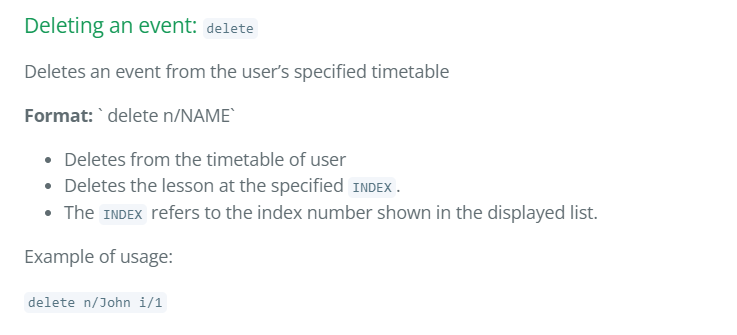 Deleting an event: delete
Deletes an event from the user’s specified timetable
Format: ` delete n/NAME`
• Deletes from the timetable of user
• Deletes the lesson at the specified INDEX.
• The INDEX refers to the index number shown in the displayed list.
Example of usage:
delete n/John i/1